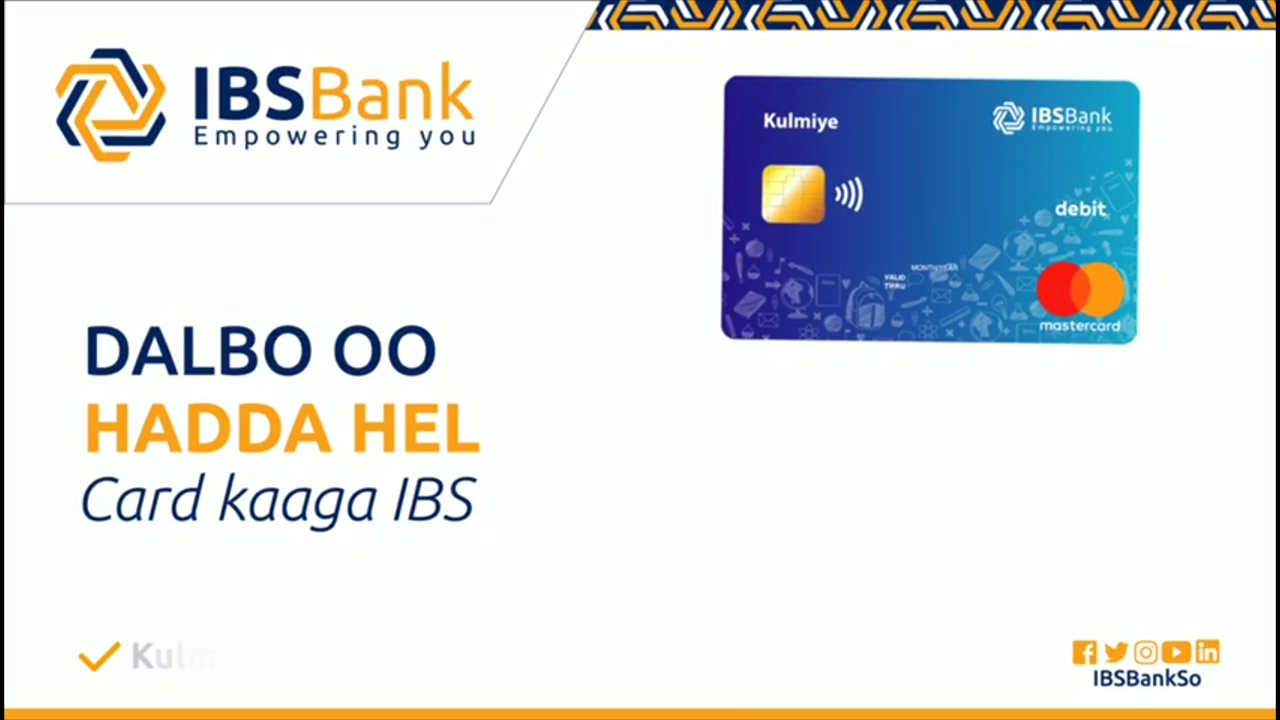 IBSBank
Empowering you
Kulmiye
IBSBank
Empowering you
debit
MONTH/YEAR
VALID
THRU
mastercard
DALBO OO
HADDA HEL
Card kaaga IBS
Kulm
IBSBankSo